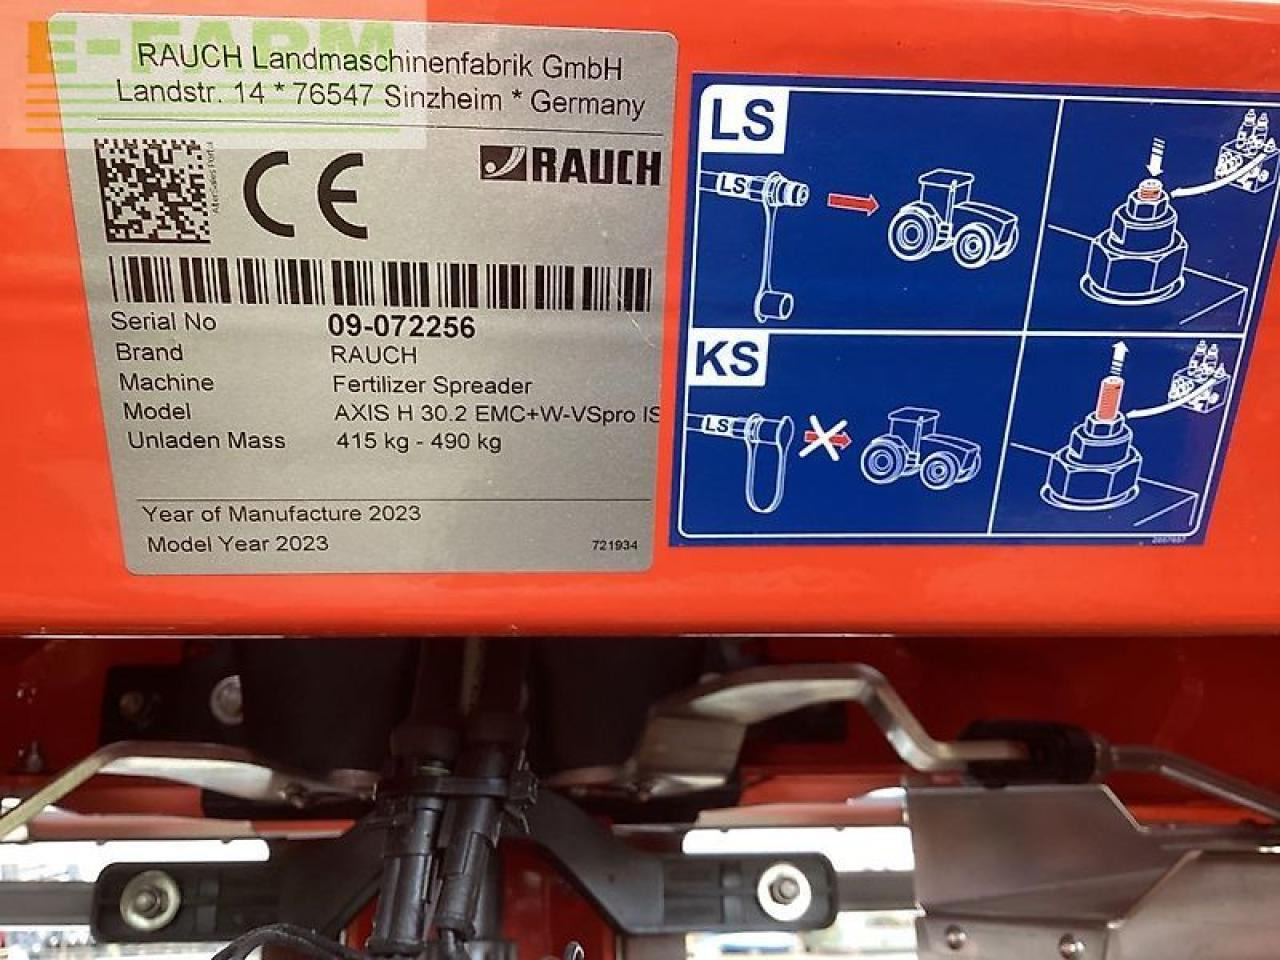 E-FARM
RAUCH Landmaschinenfabrik GmbH
Landstr. 14 * 76547 Sinzheim * Germany
AfterSales Portal
CE
RAUCH
Serial No 09-072256
Brand RAUCH
Machine Fertilizer Spreader
Model AXIS H 30.2 EMC+W-VSpro IS
Unladen Mass 415 kg - 490 kg
Year of Manufacture 2023
Model Year 2023
721934
LS
LS
KS
LS